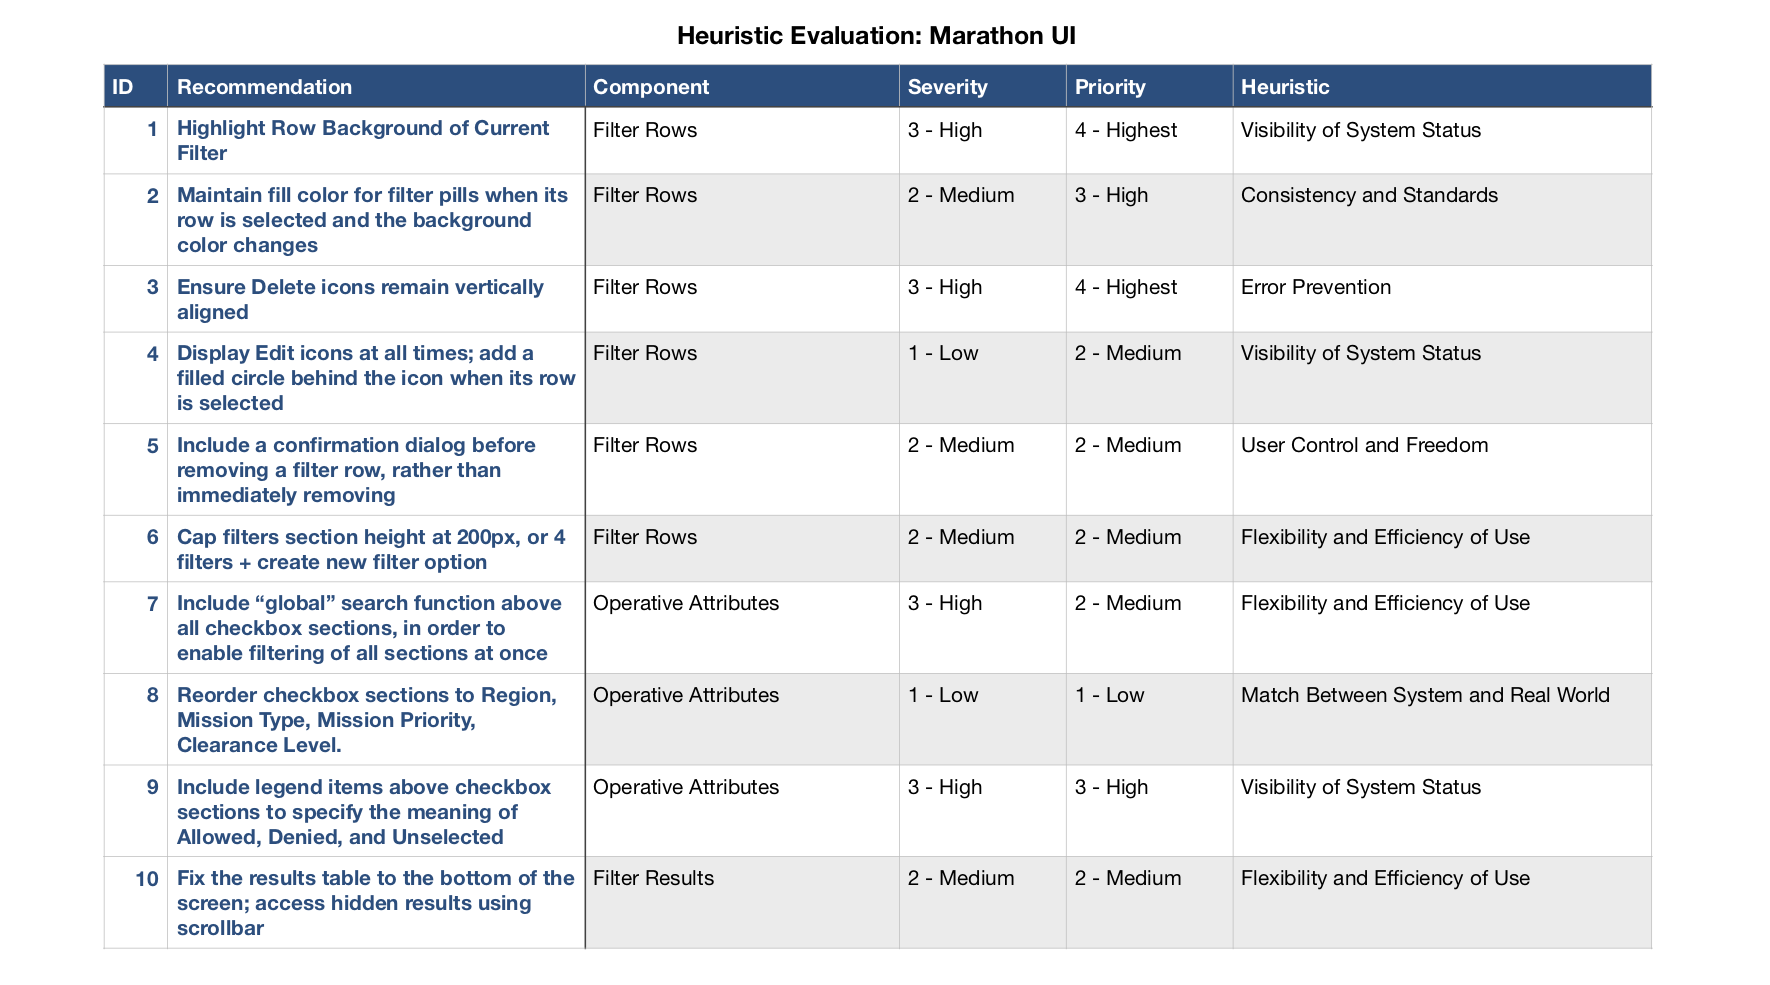 Heuristic Evaluation: Marathon UI
ID Recommendation Component Severity Priority Heuristic
1 Highlight Row Background of Current Filter Rows 3 - High 4 - Highest Visibility of System Status
Filter
2 Maintain fill color for filter pills when its Filter Rows 2 - Medium 3 - High Consistency and Standards
row is selected and the background
color changes
3 Ensure Delete icons remain vertically Filter Rows 3 - High 4 - Highest Error Prevention
aligned
4 Display Edit icons at all times; add a Filter Rows 1 - Low 2 - Medium Visibility of System Status
filled circle behind the icon when its row
is selected
5 Include a confirmation dialog before Filter Rows 2 - Medium 2 - Medium User Control and Freedom
removing a filter row, rather than
immediately removing
6 Cap filters section height at 200px, or 4 Filter Rows 2 - Medium 2 - Medium Flexibility and Efficiency of Use
filters + create new filter option
7 Include “global” search function above Operative Attributes 3 - High 2 - Medium Flexibility and Efficiency of Use
all checkbox sections, in order to
enable filtering of all sections at once
8 Reorder checkbox sections to Region, Operative Attributes 1 - Low 1 - Low Match Between System and Real World
Mission Type, Mission Priority,
Clearance Level.
9 Include legend items above checkbox Operative Attributes 3 - High 3 - High Visibility of System Status
sections to specify the meaning of
Allowed, Denied, and Unselected
10 Fix the results table to the bottom of the Filter Results 2 - Medium 2 - Medium Flexibility and Efficiency of Use
screen; access hidden results using
scrollbar